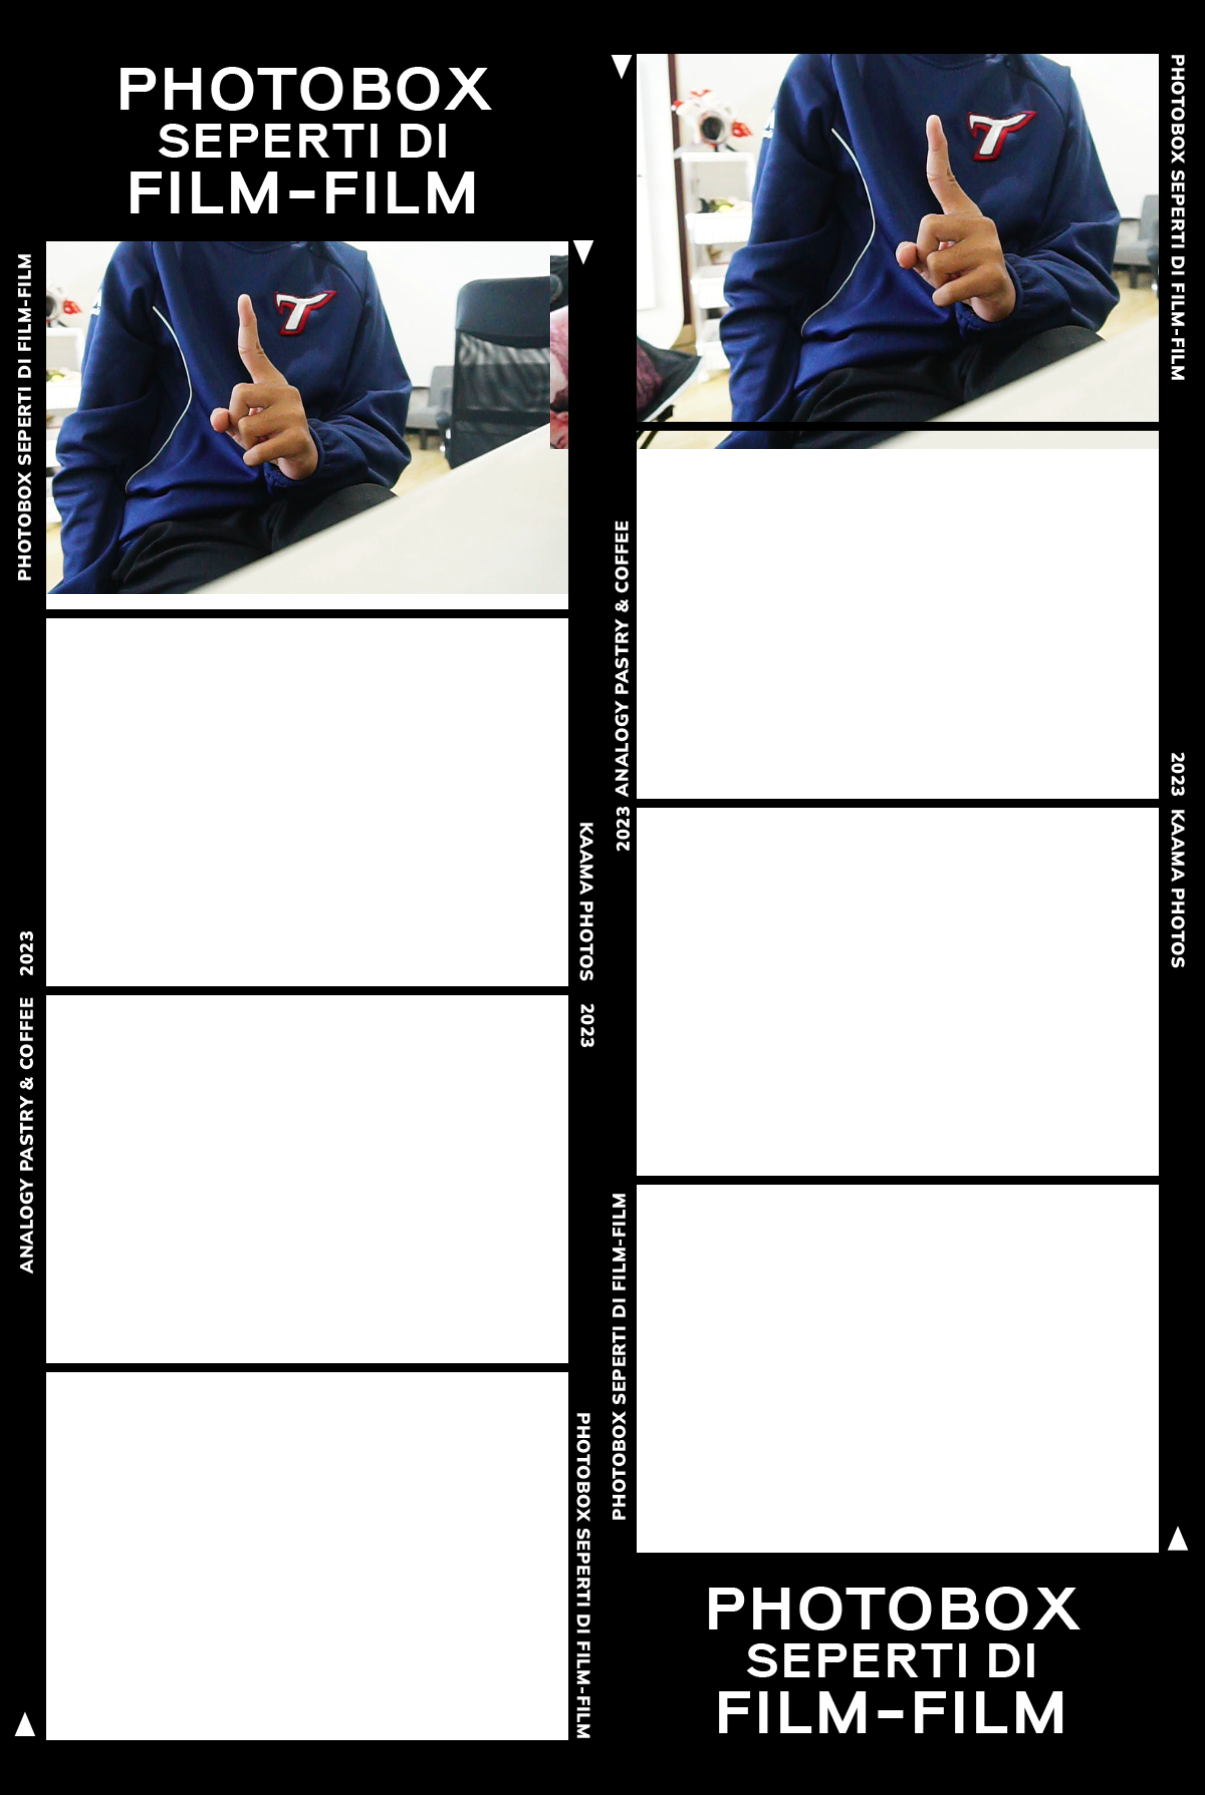 PHOTOBOX
SEPERTI DI
FILM-FILM
PHOTOBOX SEPERTI DI FILM-FILM
2023
ANALOGY PASTRY & COFFEE
T
KAAMA PHOTOS
2023
PHOTOBOX SEPERTI DI FILM-FILM
ANALOGY PASTRY & COFFEE
2023
PHOTOBOX SEPERTI DI FILM-FILM
T
PHOTOBOX SEPERTI DI FILM-FILM
2023
KAAMA PHOTOS
PHOTOBOX
SEPERTI DI
FILM-FILM